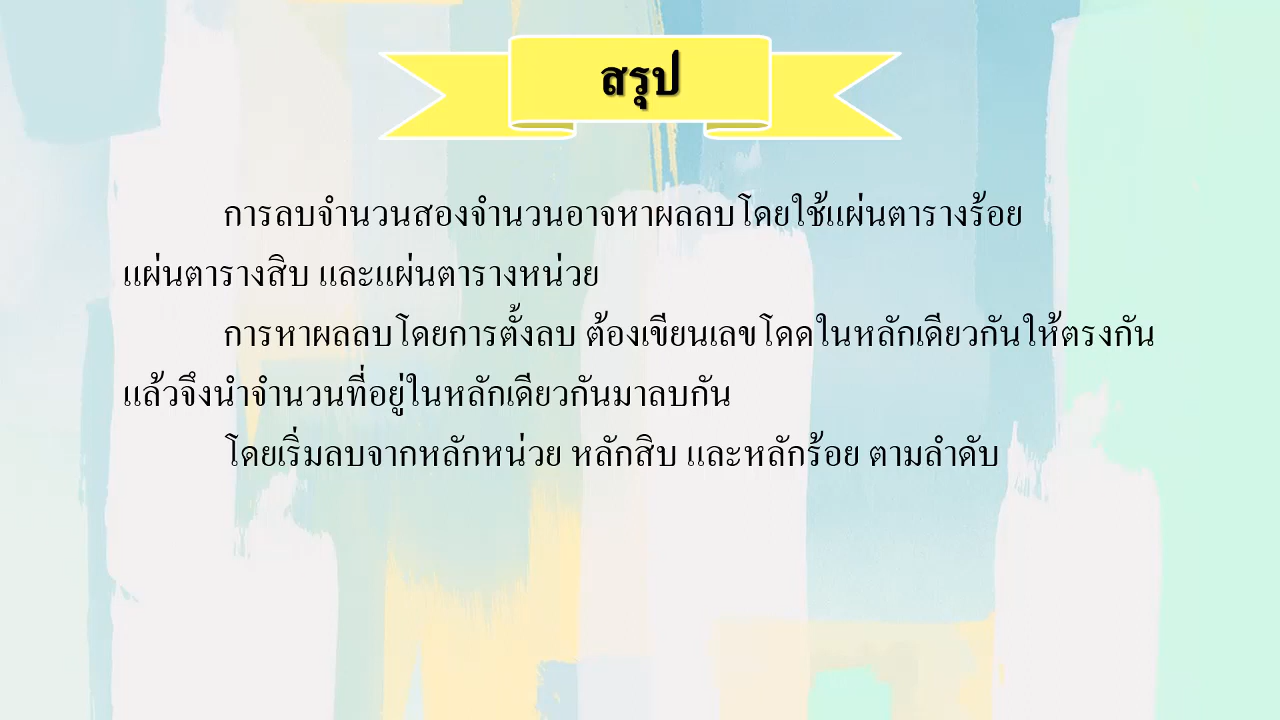 สรุป
การลบจำนวนสองจำนวนอาจหาผลลบโดยใช้แผ่นตารางร้อย
แผ่นตารางสิบ และแผ่นตารางหน่วย
การหาผลลบโดยการตั้งลบ ต้องเขียนเลขโดดในหลักเดียวกันให้ตรงกัน
แล้วจึงนำจำนวนที่อยู่ในหลักเดียวกันมาลบกัน
โดยเริ่มลบจากหลักหน่วย หลักสิบ และหลักร้อย ตามลำดับ